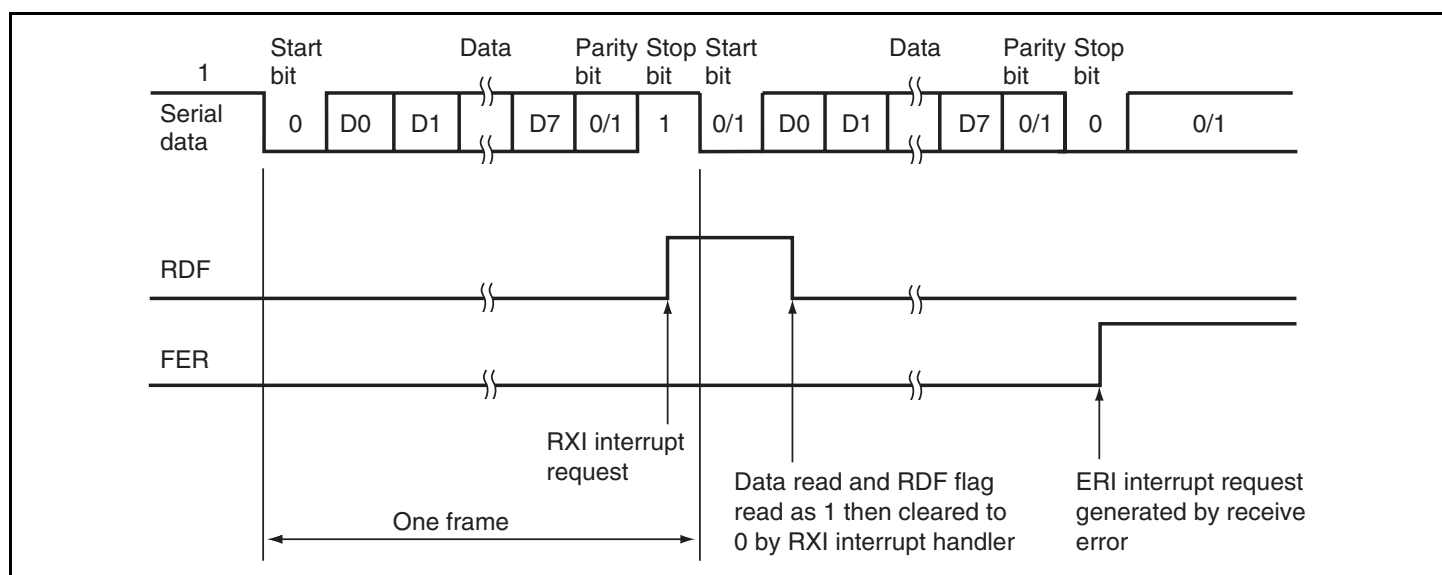 Start bit
Data
Parity bit
Stop bit
Start bit
Data
Parity bit
Stop bit
1
Serial data
0 D0 D1 D7 0/1 1 0/1 D0 D1 D7 0/1 0 0/1
RDF
FER
RXI interrupt
request
Data read and RDF flag
read as 1 then cleared to
0 by RXI interrupt handler
ERI interrupt request
generated by receive
error
One frame